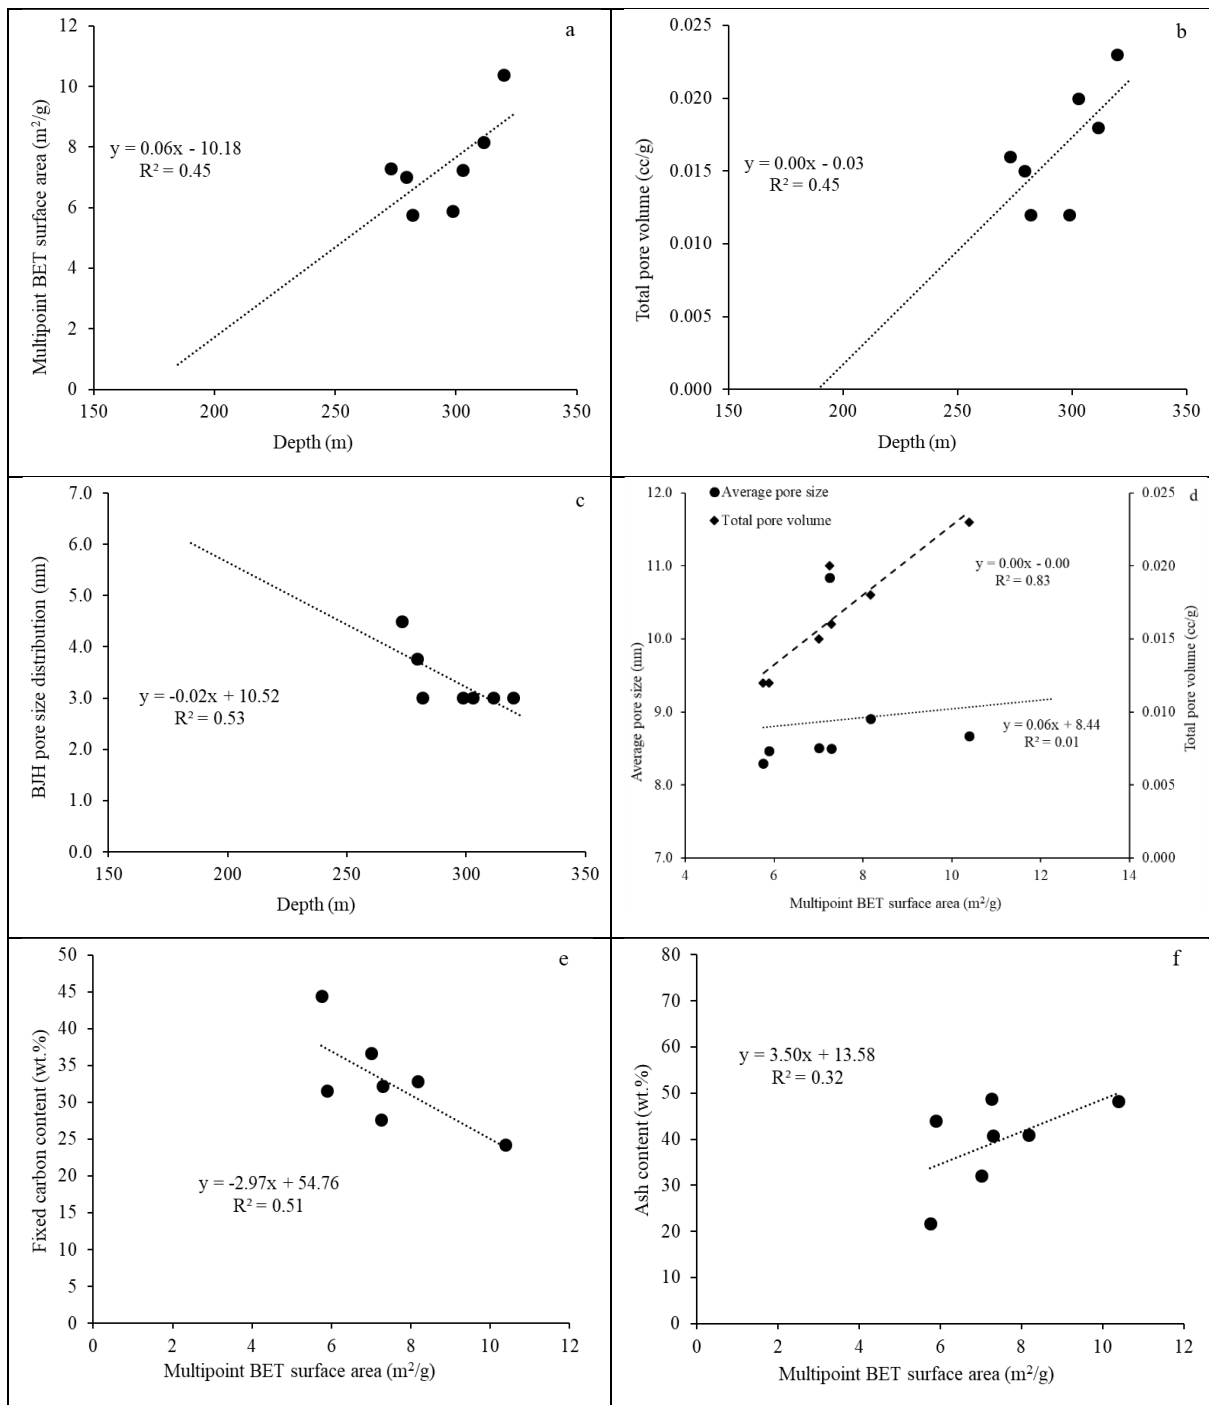 a
12
10
8
6
4
2
0
Multipoint BET surface area (m²/g)
y = 0.06x - 10.18
R² = 0.45
150 200 250 300 350
Depth (m)
b
0.025
0.020
0.015
0.010
0.005
0.000
Total pore volume (cc/g)
y = 0.00x - 0.03
R² = 0.45
150 200 250 300 350
Depth (m)
c
7.0
6.0
5.0
4.0
3.0
2.0
1.0
0.0
BJH pore size distribution (nm)
y = -0.02x + 10.52
R² = 0.53
150 200 250 300 350
Depth (m)
d
Average pore size
Total pore volume
12.0
11.0
10.0
9.0
8.0
7.0
Average pore size (nm)
y = 0.00x - 0.00
R² = 0.83
y = 0.06x + 8.44
R² = 0.01
0.025
0.020
0.015
0.010
0.005
0.000
Total pore volume (cc/g)
4 6 8 10 12 14
Multipoint BET surface area (m²/g)
e
50
45
40
35
30
25
20
15
10
5
0
Fixed carbon content (wt.%)
y = -2.97x + 54.76
R² = 0.51
0 2 4 6 8 10 12
Multipoint BET surface area (m²/g)
f
80
70
60
50
40
30
20
10
0
Ash content (wt.%)
y = 3.50x + 13.58
R² = 0.32
0 2 4 6 8 10 12
Multipoint BET surface area (m²/g)